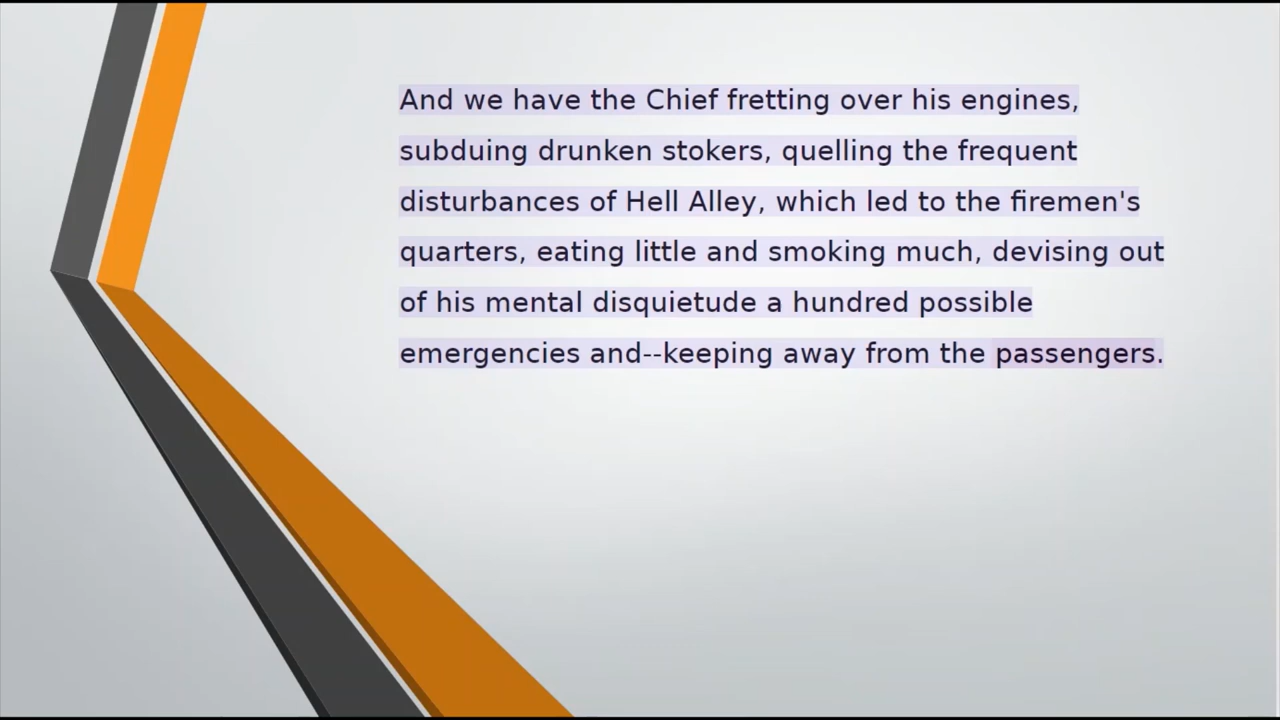 And we have the Chief fretting over his engines,
subduing drunken stokers, quelling the frequent
disturbances of Hell Alley, which led to the firemen's
quarters, eating little and smoking much, devising out
of his mental disquietude a hundred possible
emergencies and--keeping away from the passengers.